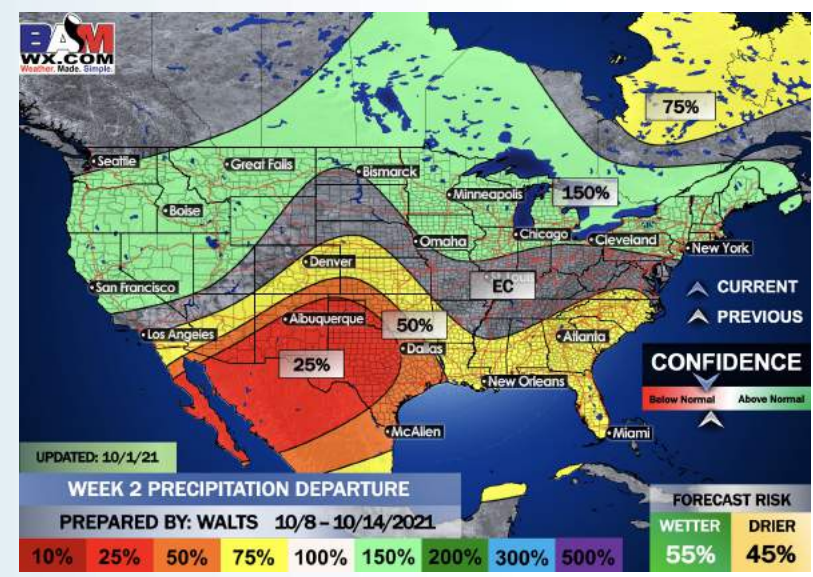 BAM
WX.COM
Weather. Made. Simple.
75%
Seattle
Great Falls
Bismarck
Minneapolis
150%
Boise
Omaha
Chicago
Cleveland
New York
Denver
San Francisco
EC
CURRENT
PREVIOUS
Los Angeles
Albuquerque
50%
Dallas
Atlanta
25%
CONFIDENCE
Below Normal Above Normal
New Orleans
McAllen
Miami
UPDATED: 10/1/21
WEEK 2 PRECIPITATION DEPARTURE
PREPARED BY: WALTS 10/8 – 10/14/2021
FORECAST RISK
WETTER DRIER
55% 45%
10% 25% 50% 75% 100% 150% 200% 300% 500%